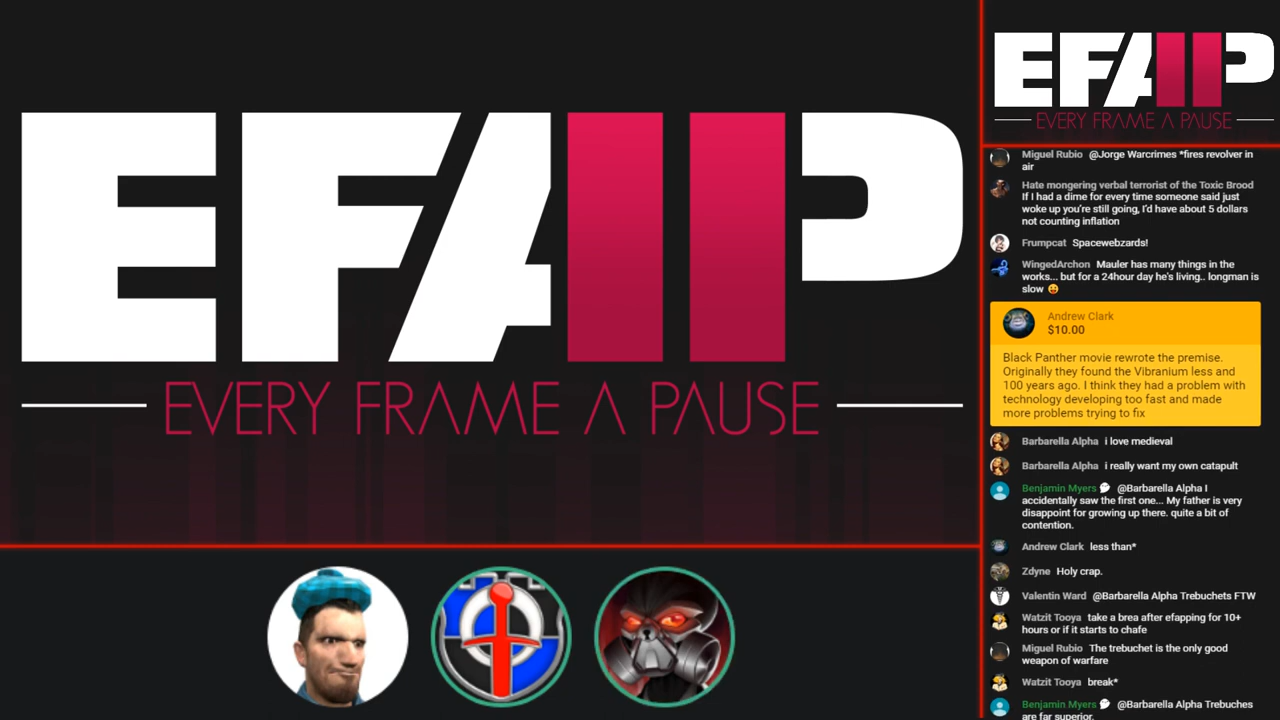 EFAP
EVERY FRAME A PAUSE
EFAP
EVERY FRAME A PAUSE
Miguel Rubio @Jorge Warcrimes *fires revolver in
air
Hate mongering verbal terrorist of the Toxic Brood
If I had a dime for every time someone said just
woke up you're still going, I'd have about 5 dollars
not counting inflation
Frumpcat Spacewebzards!
WingedArchon Mauler has many things in the
works... but for a 24hour day he's living.. longman is
slow 😛
Andrew Clark
$10.00
Black Panther movie rewrote the premise.
Originally they found the Vibranium less and
100 years ago. I think they had a problem with
technology developing too fast and made
more problems trying to fix
Barbarella Alpha i love medieval
Barbarella Alpha i really want my own catapult
Benjamin Myers @Barbarella Alpha I
accidentally saw the first one... My father is very
disappoint for growing up there. quite a bit of
contention.
Andrew Clark less than*
Zdyne Holy crap.
Valentin Ward @Barbarella Alpha Trebuchets FTW
Watzit Tooya take a brea after efapping for 10+
hours or if it starts to chafe
Miguel Rubio The trebuchet is the only good
weapon of warfare
Watzit Tooya break*
Benjamin Myers @Barbarella Alpha Trebuches
are far superior.